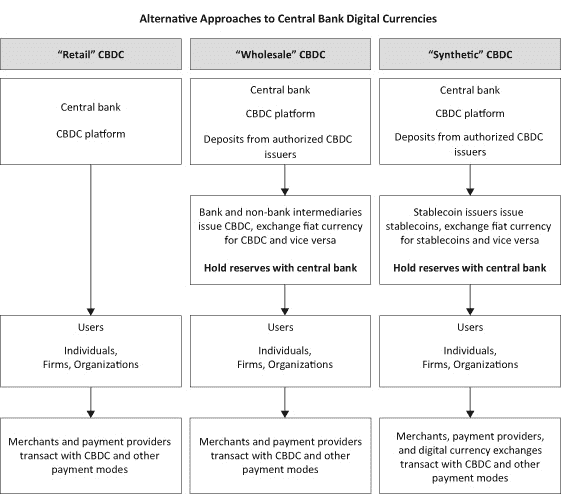 Alternative Approaches to Central Bank Digital Currencies
“Retail” CBDC
Central bank
CBDC platform
Users
Individuals,
Firms, Organizations
Merchants and payment providers
transact with CBDC and other
payment modes
“Wholesale” CBDC
Central bank
CBDC platform
Deposits from authorized CBDC
issuers
Bank and non-bank intermediaries
issue CBDC, exchange fiat currency
for CBDC and vice versa
Hold reserves with central bank
Users
Individuals,
Firms, Organizations
Merchants and payment providers
transact with CBDC and other
payment modes
“Synthetic” CBDC
Central bank
CBDC platform
Deposits from authorized CBDC
issuers
Stablecoin issuers issue
stablecoins, exchange fiat currency
for stablecoins and vice versa
Hold reserves with central bank
Users
Individuals,
Firms, Organizations
Merchants, payment providers,
and digital currency exchanges
transact with CBDC and other
payment modes